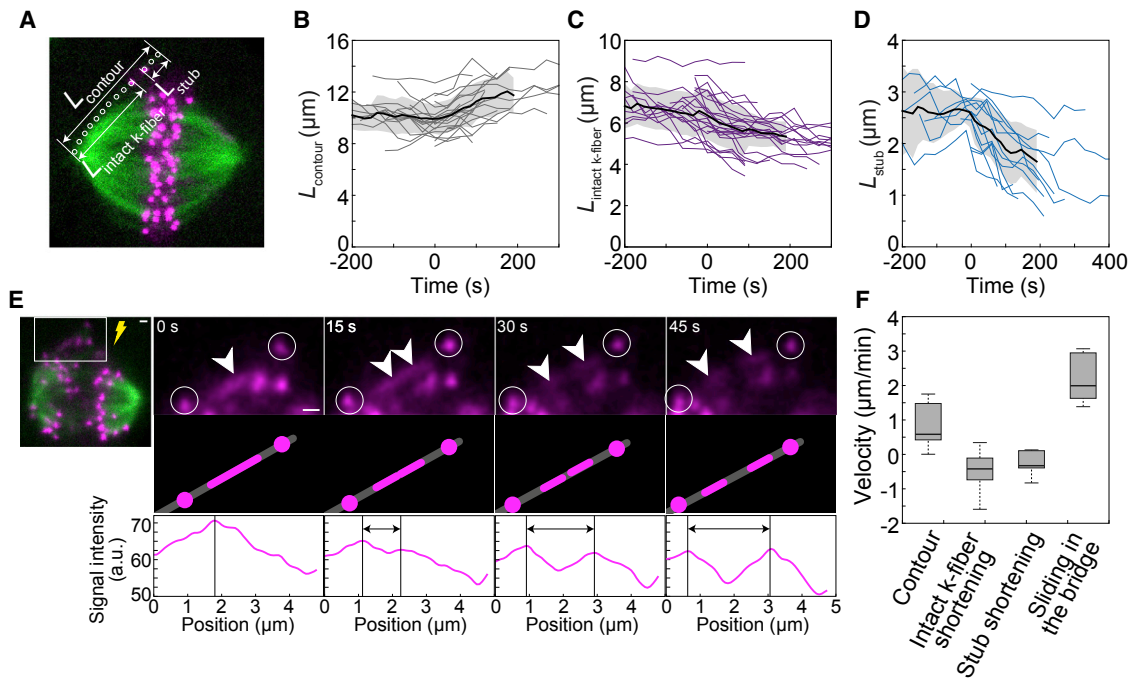 A
L contour
L stub
L intact k-fiber
B
16
12
8
4
0
L contour (μm)
-200
0
200
Time (s)
C
10
8
6
4
2
0
L intact k-fiber (μm)
-200
0
200
Time (s)
D
4
3
2
1
L stub (μm)
-200
0
200
400
Time (s)
E
0 s
15 s
30 s
45 s
Signal intensity
(a.u.)
70
60
50
0 1 2 3 4
0 1 2 3 4
0 1 2 3 4
0 1 2 3 4 5
Position (μm)
Position (μm)
Position (μm)
Position (μm)
F
Velocity (μm/min)
4
3
2
1
0
-1
-2
Contour
Intact k-fiber
shortening
Stub shortening
Sliding in
the bridge